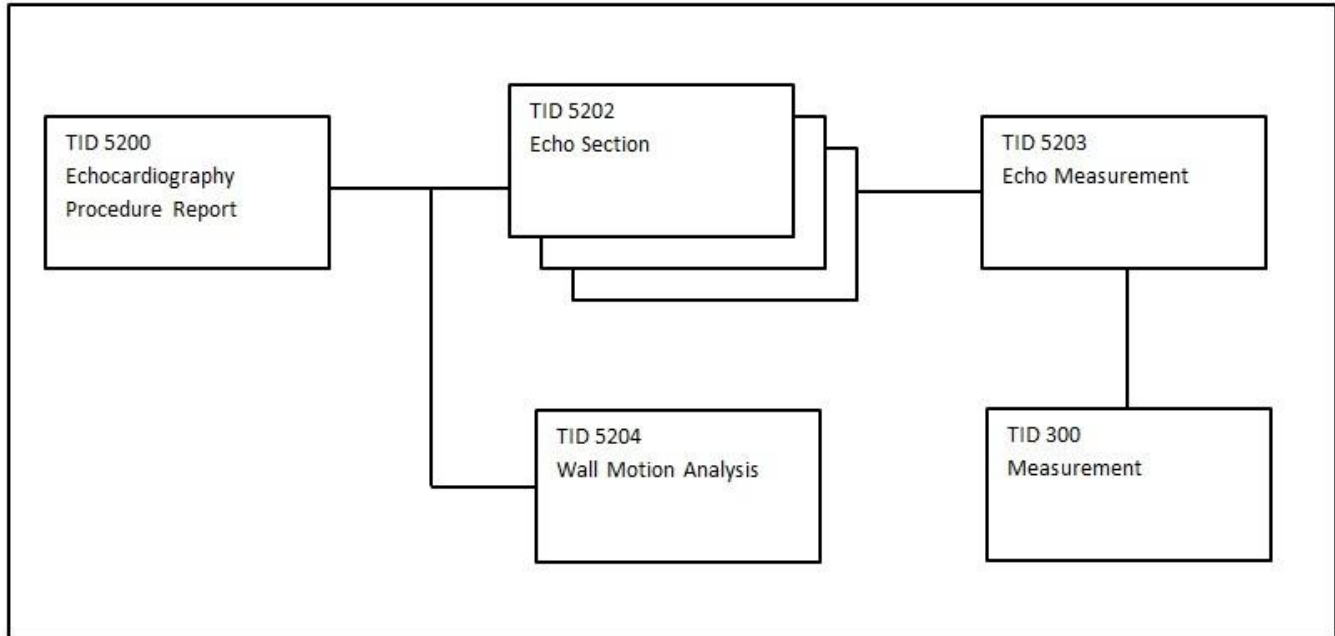 TID 5200
Echocardiography
Procedure Report
TID 5202
Echo Section
TID 5203
Echo Measurement
TID 5204
Wall Motion Analysis
TID 300
Measurement